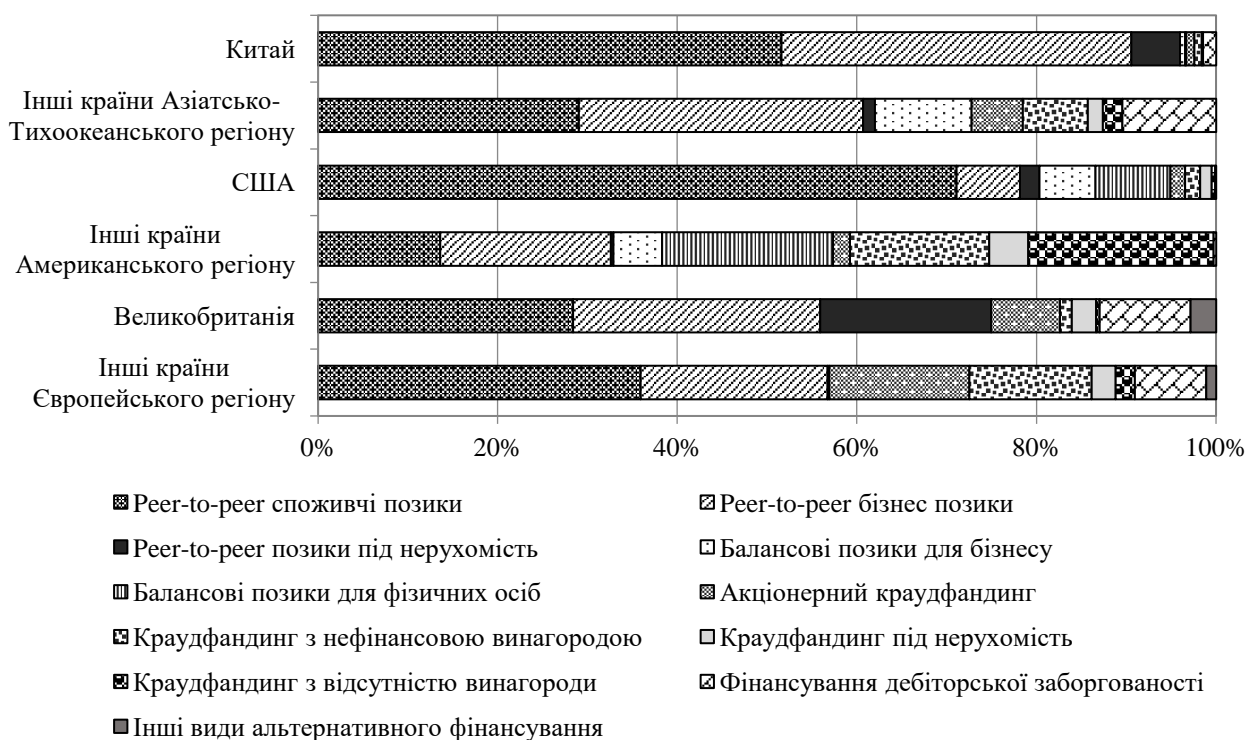 Китай
Інші країни Азіатсько-
Тихоокеанського регіону
США
Інші країни
Американського регіону
Великобританія
Інші країни
Європейського регіону
0% 20% 40% 60% 80% 100%
Peer-to-peer споживчі позики Peer-to-peer бізнес позики
Peer-to-peer позики під нерухомість Балансові позики для бізнесу
Балансові позики для фізичних осіб Акціонерний краудфандинг
Краудфандинг з нефінансовою винагородою Краудфандинг під нерухомість
Краудфандинг з відсутністю винагороди Фінансування дебіторської заборгованості
Інші види альтернативного фінансування